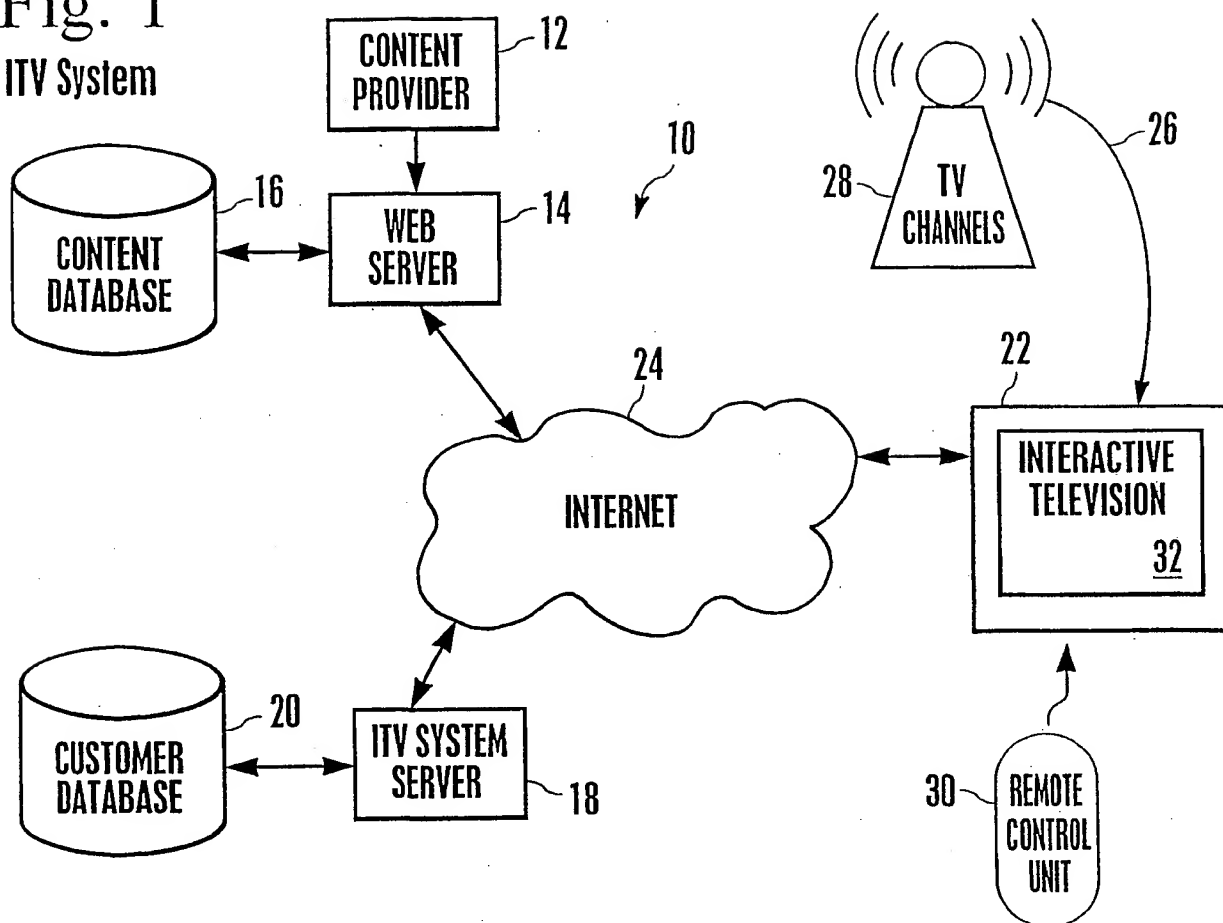 Fig. 1
ITV System
CONTENT
PROVIDER
12
10
16
CONTENT
DATABASE
WEB
SERVER
14
28
TV
CHANNELS
26
24
INTERNET
22
INTERACTIVE
TELEVISION
32
20
CUSTOMER
DATABASE
ITV SYSTEM
SERVER
18
30
REMOTE
CONTROL
UNIT